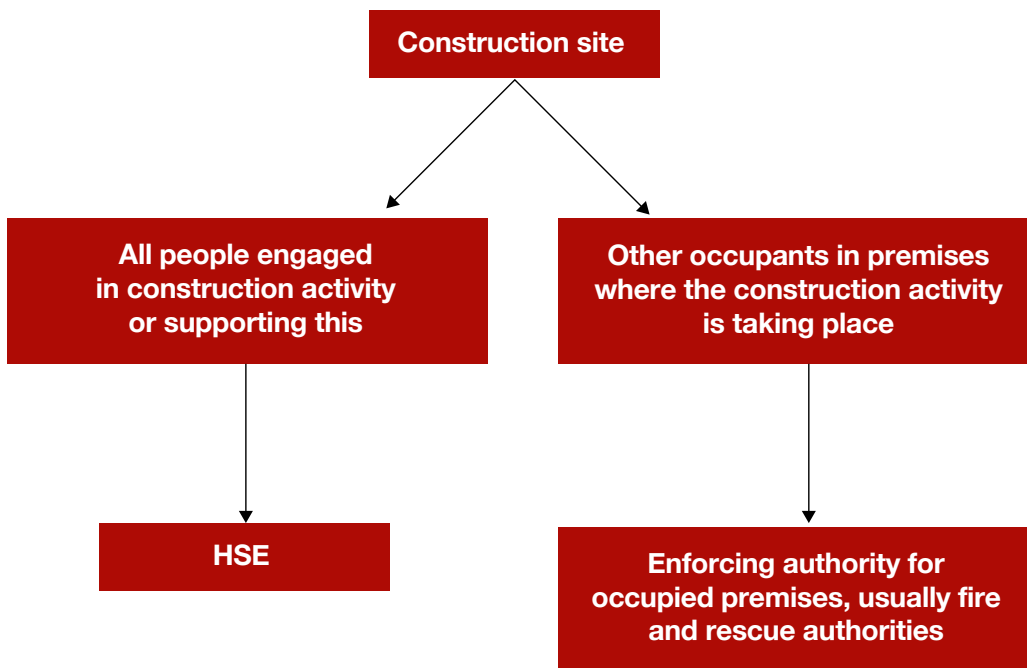 Construction site
All people engaged
in construction activity
or supporting this
Other occupants in premises
where the construction activity
is taking place
HSE
Enforcing authority for
occupied premises, usually fire
and rescue authorities